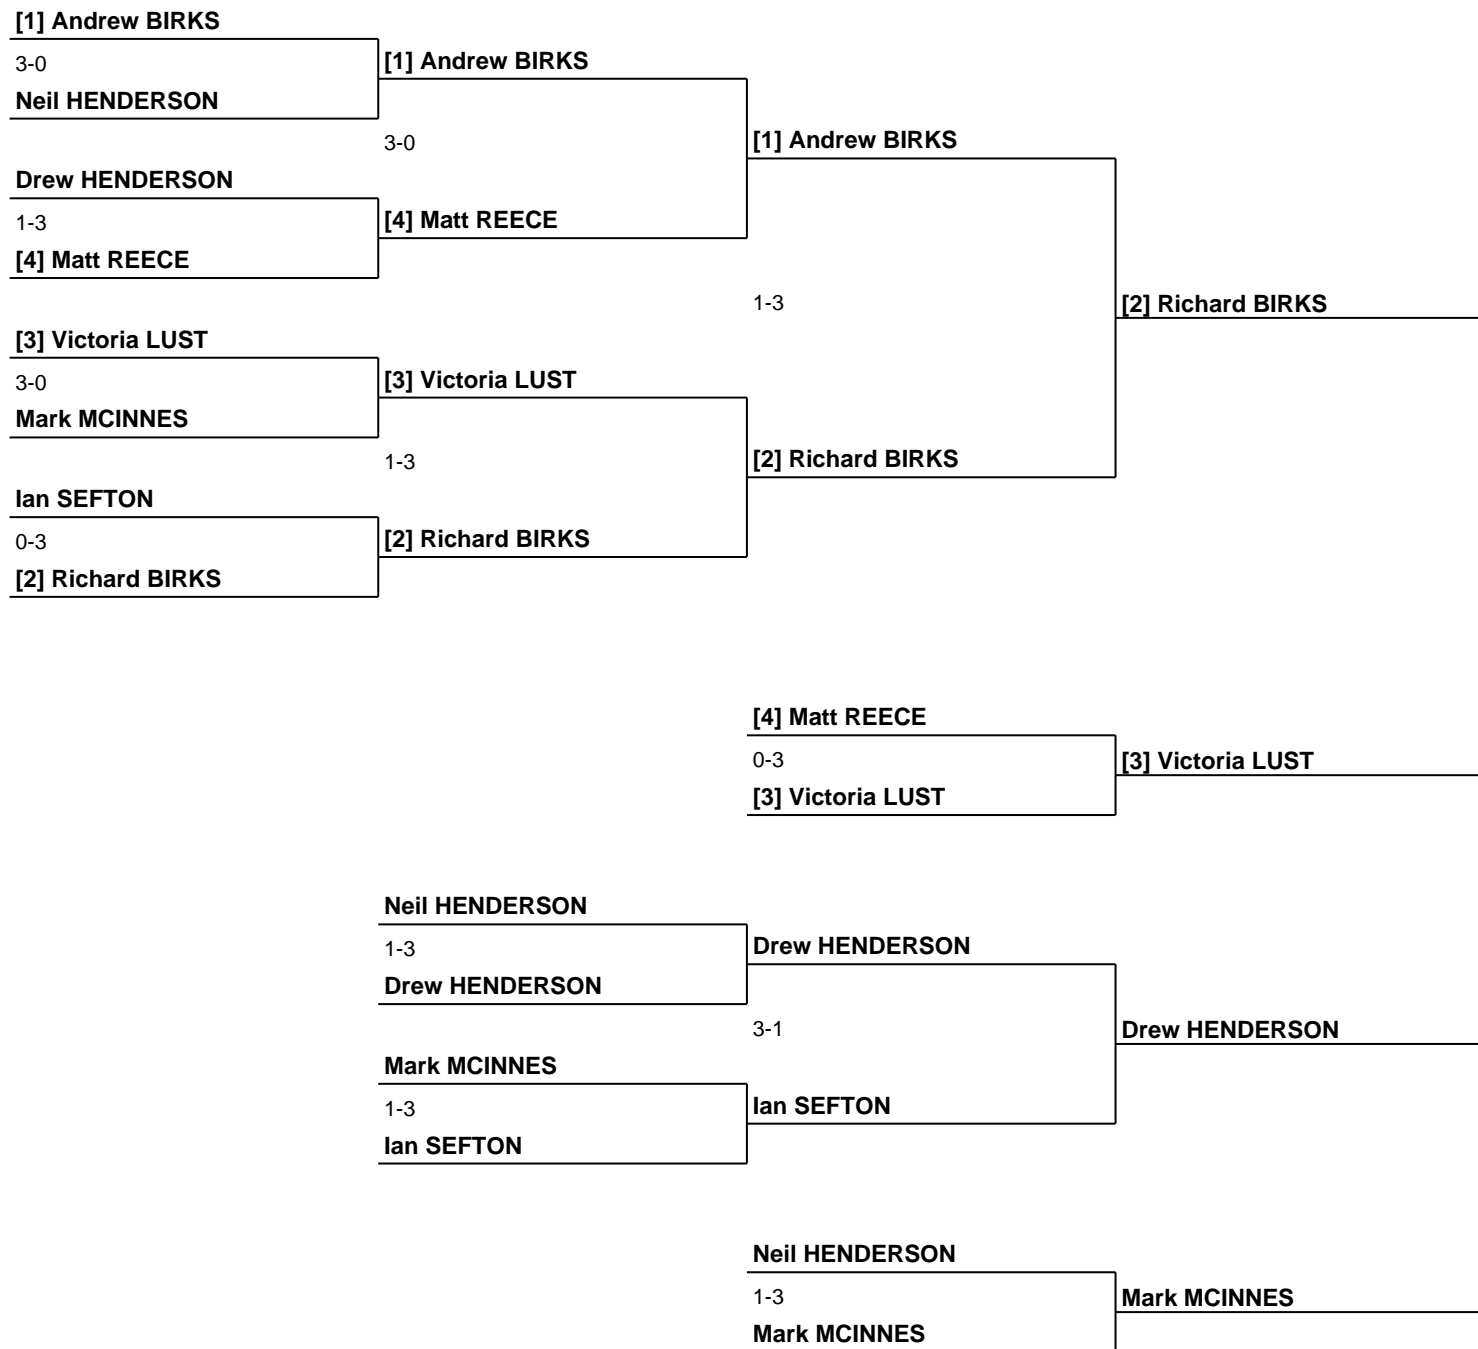 [1] Andrew BIRKS
3-0
[1] Andrew BIRKS
Neil HENDERSON
3-0
[1] Andrew BIRKS
Drew HENDERSON
1-3
[4] Matt REECE
[4] Matt REECE
1-3
[2] Richard BIRKS
[3] Victoria LUST
3-0
[3] Victoria LUST
Mark MCINNES
1-3
[2] Richard BIRKS
Ian SEFTON
0-3
[2] Richard BIRKS
[2] Richard BIRKS
[4] Matt REECE
0-3
[3] Victoria LUST
[3] Victoria LUST
Neil HENDERSON
1-3
Drew HENDERSON
Drew HENDERSON
3-1
Drew HENDERSON
Mark MCINNES
1-3
Ian SEFTON
Ian SEFTON
Neil HENDERSON
1-3
Mark MCINNES
Mark MCINNES